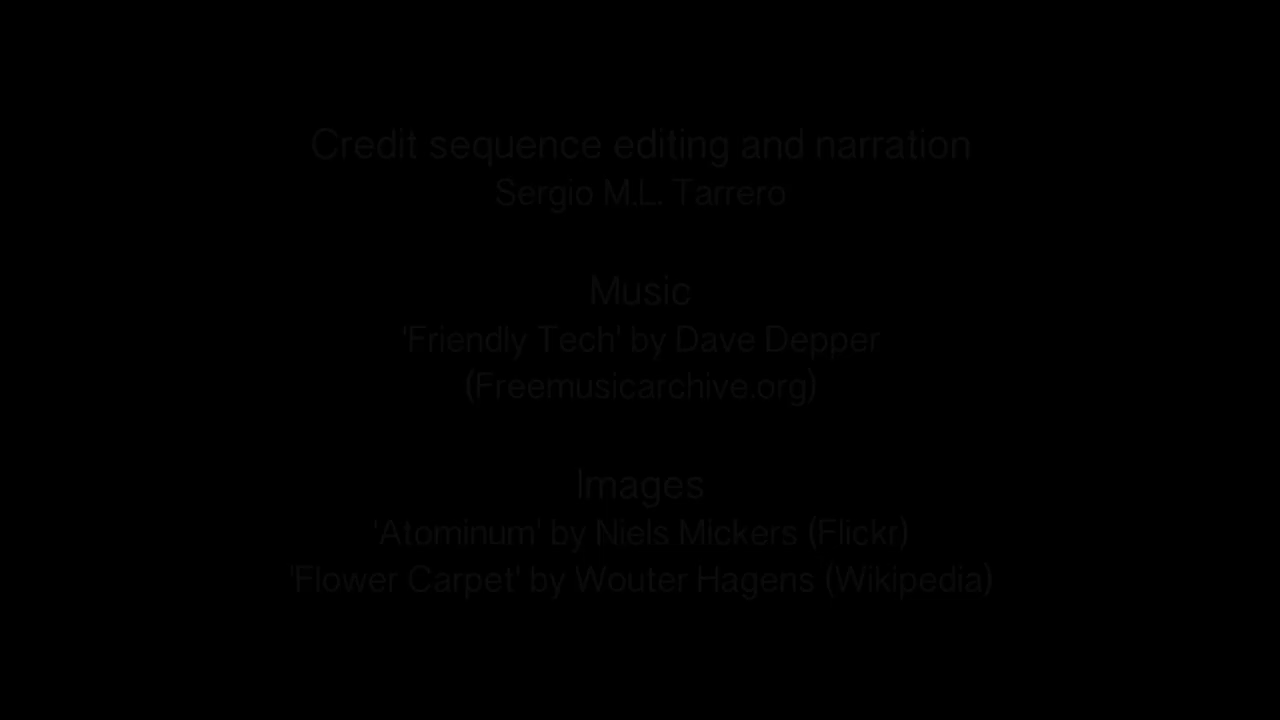 Credit sequence editing and narration
Sergio M.L. Tarrero
Music
'Friendly Tech' by Dave Depper
(Freemusicarchive.org)
Images
'Atominum' by Niels Mickers (Flickr)
'Flower Carpet' by Wouter Hagens (Wikipedia)